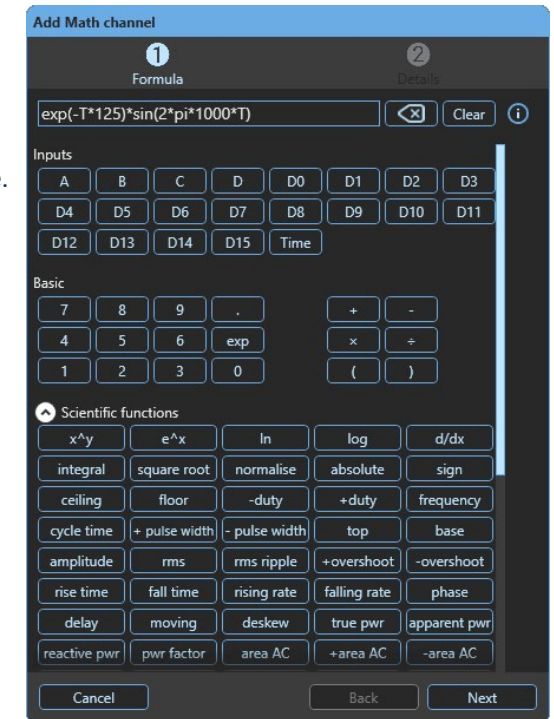 Add Math channel
1 2
Formula Details
exp(-T*125)*sin(2*pi*1000*T) Clear i
Inputs
A B C D D0 D1 D2 D3
D4 D5 D6 D7 D8 D9 D10 D11
D12 D13 D14 D15 Time
Basic
7 8 9 . + -
4 5 6 exp × ÷
1 2 3 0 ( )
Scientific functions
x^y e^x ln log d/dx
integral square root normalise absolute sign
ceiling floor -duty +duty frequency
cycle time + pulse width - pulse width top base
amplitude rms rms ripple +overshoot -overshoot
rise time fall time rising rate falling rate phase
delay moving deskew true pwr apparent pwr
reactive pwr pwr factor area AC +area AC -area AC
Cancel Back Next